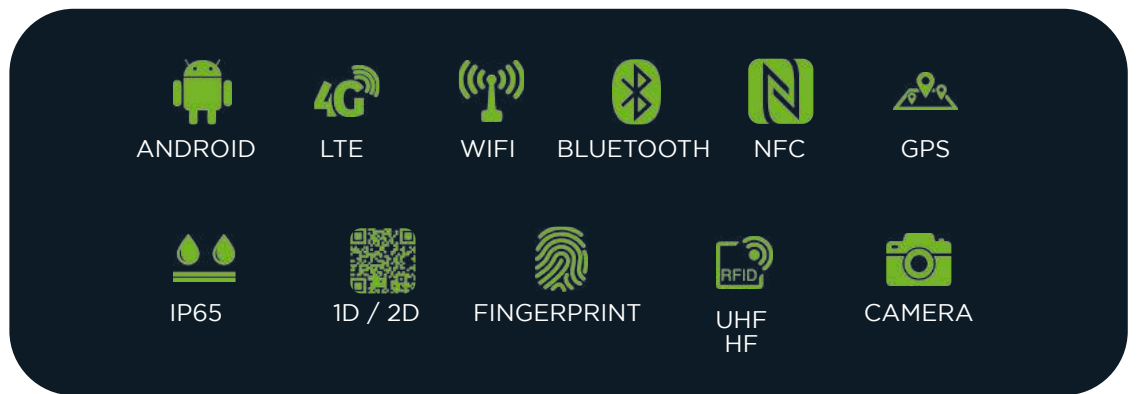 4G
ANDROID LTE WIFI BLUETOOTH NFC GPS
RFID
IP65 1D / 2D FINGERPRINT UHF CAMERA
HF